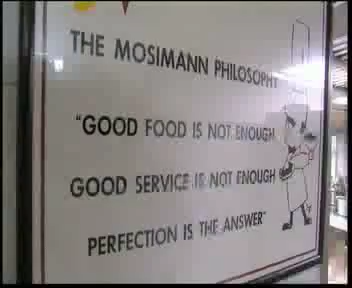 THE MOSIMANN PHILOSOPHY
"GOOD FOOD IS NOT ENOUGH
GOOD SERVICE IS NOT ENOUGH
PERFECTION IS THE ANSWER"